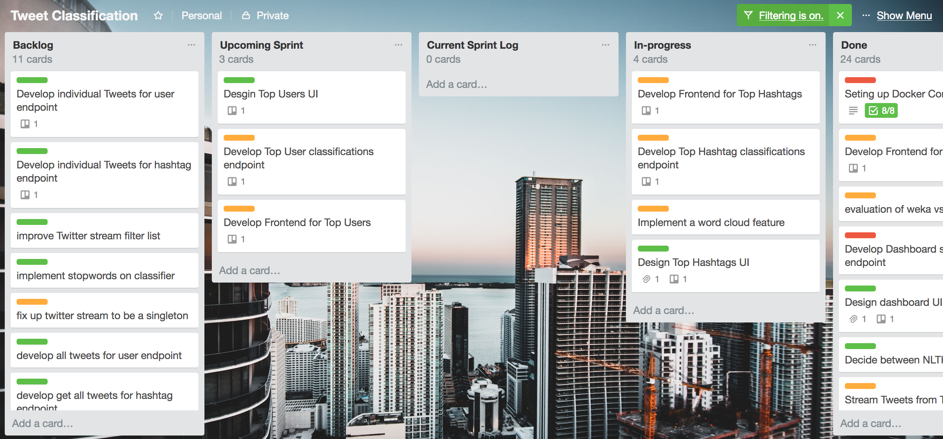 Tweet Classification
Personal
Private
Filtering is on.
Show Menu
Backlog
11 cards
Develop individual Tweets for user
endpoint
1
Develop individual Tweets for hashtag
endpoint
1
improve Twitter stream filter list
implement stopwords on classifier
fix up twitter stream to be a singleton
develop all tweets for user endpoint
develop get all tweets for hashtag
endpoint
Add a card…
Upcoming Sprint
3 cards
Desgin Top Users UI
1
Develop Top User classifications
endpoint
1
Develop Frontend for Top Users
1
Add a card…
Current Sprint Log
0 cards
Add a card…
In-progress
4 cards
Develop Frontend for Top Hashtags
1
Develop Top Hashtag classifications
endpoint
1
Implement a word cloud feature
Design Top Hashtags UI
1 1
Add a card…
Done
24 cards
Seting up Docker Con
8/8
Develop Frontend for
1
evaluation of weka vs
Develop Dashboard s
endpoint
Design dashboard UI
1 1
Decide between NLT
Stream Tweets from T
Add a card…